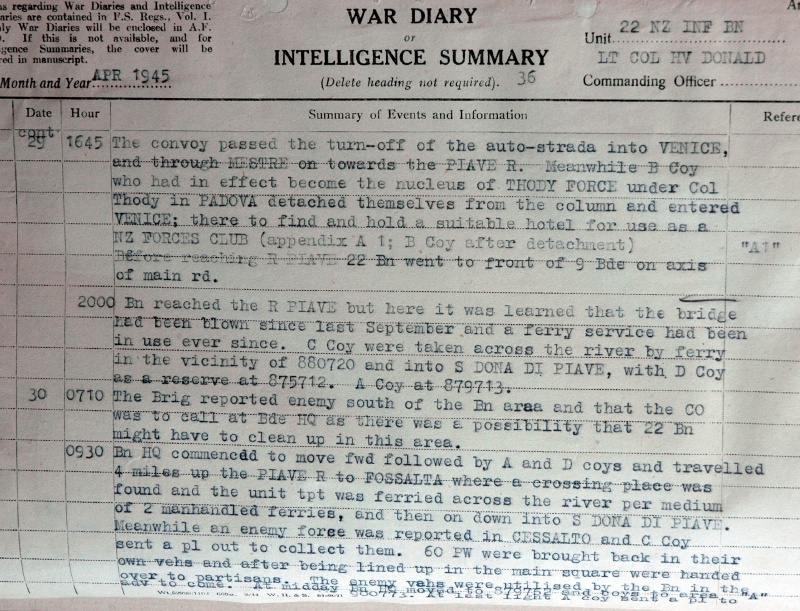 s regarding War Diaries and Intelligence
aries are contained in F.S. Regs., Vol. I.
ly War Diaries will be enclosed in A.F.
If this is not available, and for
gence Summaries, the cover will be
red in manuscript.
Month and Year APR 1945
WAR DIARY
or
INTELLIGENCE SUMMARY
(Delete heading not required).
36
Unit 22 NZ INF BN
LT COL HV DONALD
Commanding Officer
Date Hour Summary of Events and Information Refere
cont
29 1645 The convoy passed the turn-off of the auto-strada into VENICE,
and through MESTRE on towards the PIAVE R. Meanwhile B Coy
who had in effect become the nucleus of THODY FORCE under Col
Thody in PADOVA detached themselves from the column and entered
VENICE; there to find and hold a suitable hotel for use as a
NZ FORCES CLUB (appendix A 1; B Coy after detachment) "A1"
Before reaching R PIAVE 22 Bn went to front of 9 Bde on axis
of main rd.
2000 Bn reached the R PIAVE but here it was learned that the bridge
had been blown since last September and a ferry service had been
in use ever since. C Coy were taken across the river by ferry
in the vicinity of 880720 and into S DONA DI PIAVE, with D Coy
as a reserve at 875712. A Coy at 879713.
30 0710 The Brig reported enemy south of the Bn araa and that the CO
was to call at Bde HQ as there was a possibility that 22 Bn
might have to clean up in this area.
0930 Bn HQ commencdd to move fwd followed by A and D coys and travelled
4 miles up the PIAVE R to FOSSALTA where a crossing place was
found and the unit tpt was ferried across the river per medium
of 2 manhandled ferries, and then on down into S DONA DI PIAVE.
Meanwhile an enemy force was reported in CESSALTO and C Coy
sent a pl out to collect them. 60 PW were brought back in their
own vehs and after being lined up in the main square were handed
over to partisans. The enemy vehs were utilised by the Bn in the
adv to come. At midday Bn HQ moved to "A"